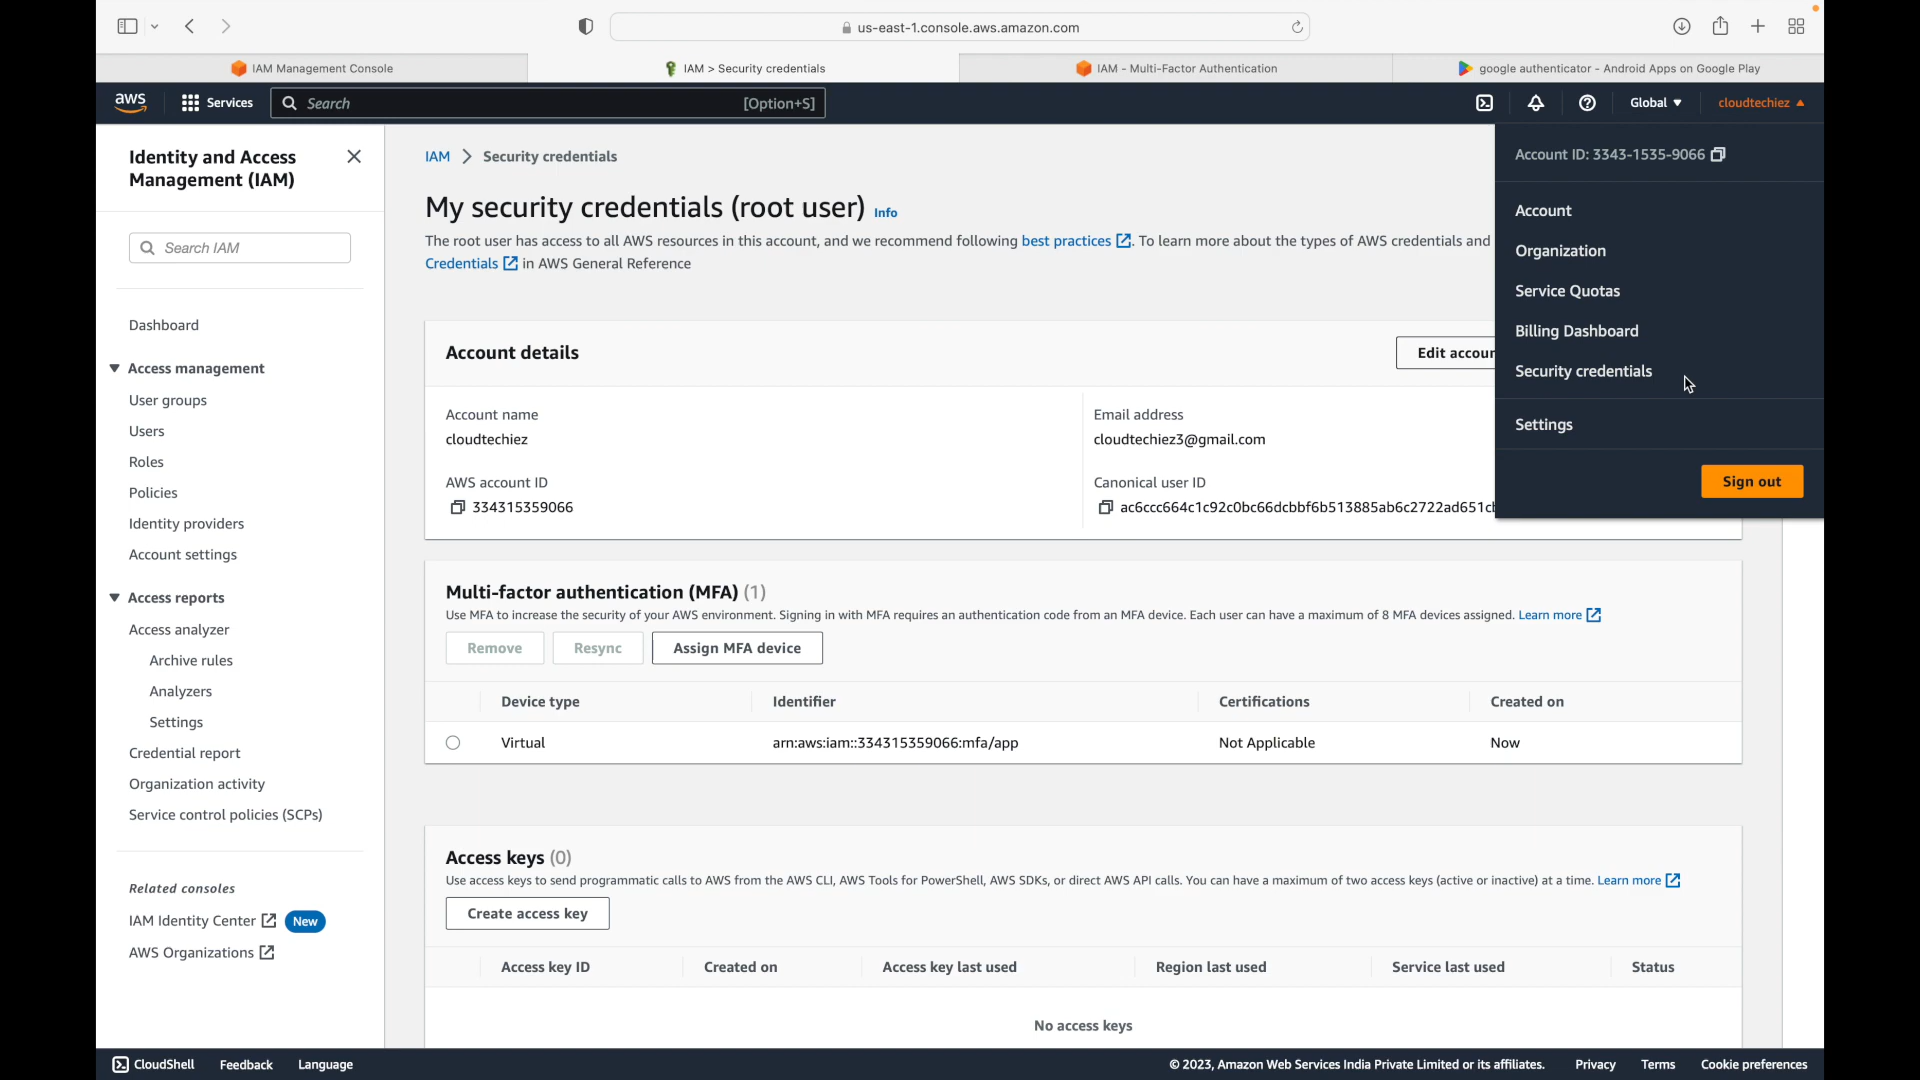 us-east-1.console.aws.amazon.com
IAM Management Console
IAM > Security credentials
IAM - Multi-Factor Authentication
google authenticator - Android Apps on Google Play
aws
Services
Search
[Option+S]
Global
cloudtechiez
Identity and Access
Management (IAM)
Search IAM
Dashboard
Access management
User groups
Users
Roles
Policies
Identity providers
Account settings
Access reports
Access analyzer
Archive rules
Analyzers
Settings
Credential report
Organization activity
Service control policies (SCPs)
Related consoles
IAM Identity Center New
AWS Organizations
IAM > Security credentials
My security credentials (root user) Info
The root user has access to all AWS resources in this account, and we recommend following best practices. To learn more about the types of AWS credentials and
Credentials in AWS General Reference
Account details
Edit accoun
Account name
cloudtechiez
Email address
cloudtechiez3@gmail.com
AWS account ID
334315359066
Canonical user ID
ac6ccc664c1c92c0bc66dcbbf6b513885ab6c2722ad651cb
Account ID: 3343-1535-9066
Account
Organization
Service Quotas
Billing Dashboard
Security credentials
Settings
Sign out
Multi-factor authentication (MFA) (1)
Use MFA to increase the security of your AWS environment. Signing in with MFA requires an authentication code from an MFA device. Each user can have a maximum of 8 MFA devices assigned. Learn more
Remove
Resync
Assign MFA device
Device type
Identifier
Certifications
Created on
Virtual
arn:aws:iam::334315359066:mfa/app
Not Applicable
Now
Access keys (0)
Use access keys to send programmatic calls to AWS from the AWS CLI, AWS Tools for PowerShell, AWS SDKs, or direct AWS API calls. You can have a maximum of two access keys (active or inactive) at a time. Learn more
Create access key
Access key ID
Created on
Access key last used
Region last used
Service last used
Status
No access keys
CloudShell
Feedback
Language
© 2023, Amazon Web Services India Private Limited or its affiliates.
Privacy
Terms
Cookie preferences